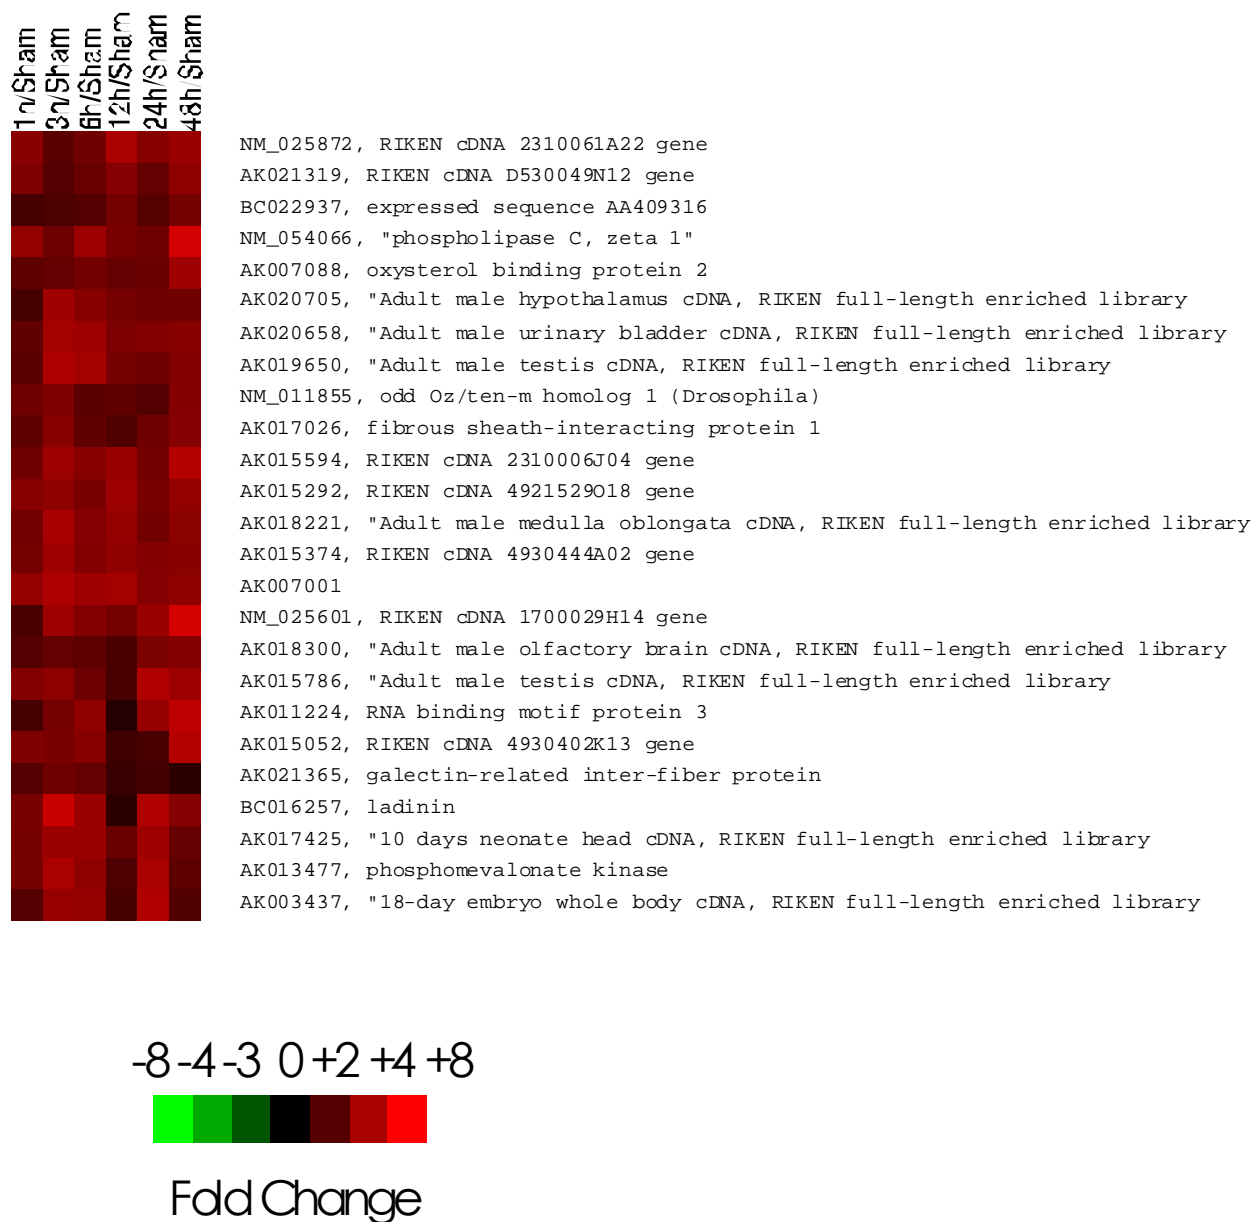 1h/Sham
3h/Sham
6h/Sham
12h/Sham
24h/Sham
48h/Sham
NM_025872, RIKEN cDNA 2310061A22 gene
AK021319, RIKEN cDNA D530049N12 gene
BC022937, expressed sequence AA409316
NM_054066, "phospholipase C, zeta 1"
AK007088, oxysterol binding protein 2
AK020705, "Adult male hypothalamus cDNA, RIKEN full-length enriched library
AK020658, "Adult male urinary bladder cDNA, RIKEN full-length enriched library
AK019650, "Adult male testis cDNA, RIKEN full-length enriched library
NM_011855, odd Oz/ten-m homolog 1 (Drosophila)
AK017026, fibrous sheath-interacting protein 1
AK015594, RIKEN cDNA 2310006J04 gene
AK015292, RIKEN cDNA 4921529O18 gene
AK018221, "Adult male medulla oblongata cDNA, RIKEN full-length enriched library
AK015374, RIKEN cDNA 4930444A02 gene
AK007001
NM_025601, RIKEN cDNA 1700029H14 gene
AK018300, "Adult male olfactory brain cDNA, RIKEN full-length enriched library
AK015786, "Adult male testis cDNA, RIKEN full-length enriched library
AK011224, RNA binding motif protein 3
AK015052, RIKEN cDNA 4930402K13 gene
AK021365, galectin-related inter-fiber protein
BC016257, ladinin
AK017425, "10 days neonate head cDNA, RIKEN full-length enriched library
AK013477, phosphomevalonate kinase
AK003437, "18-day embryo whole body cDNA, RIKEN full-length enriched library
-8 -4 -3 0 +2 +4 +8
Fold Change